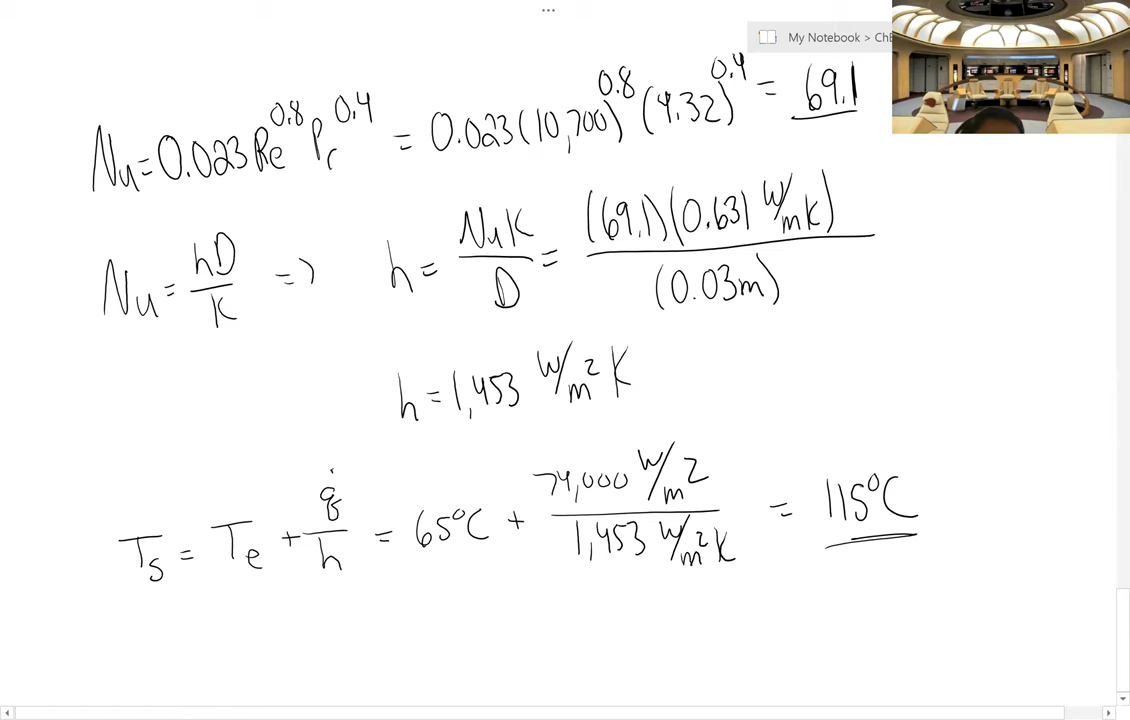 My Notebook > ChE
Nu = 0.023 Re^0.8 Pr^0.4 = 0.023 (10,700)^0.8 (4.32)^0.4 = 69.1
Nu = hD/K => h = NuK/D = (69.1)(0.631 W/mK)/(0.03m)
h = 1,453 W/m²K
Ts = Te + q̇/h = 65°C + 74,000 W/m²/1,453 W/m²K = 115°C